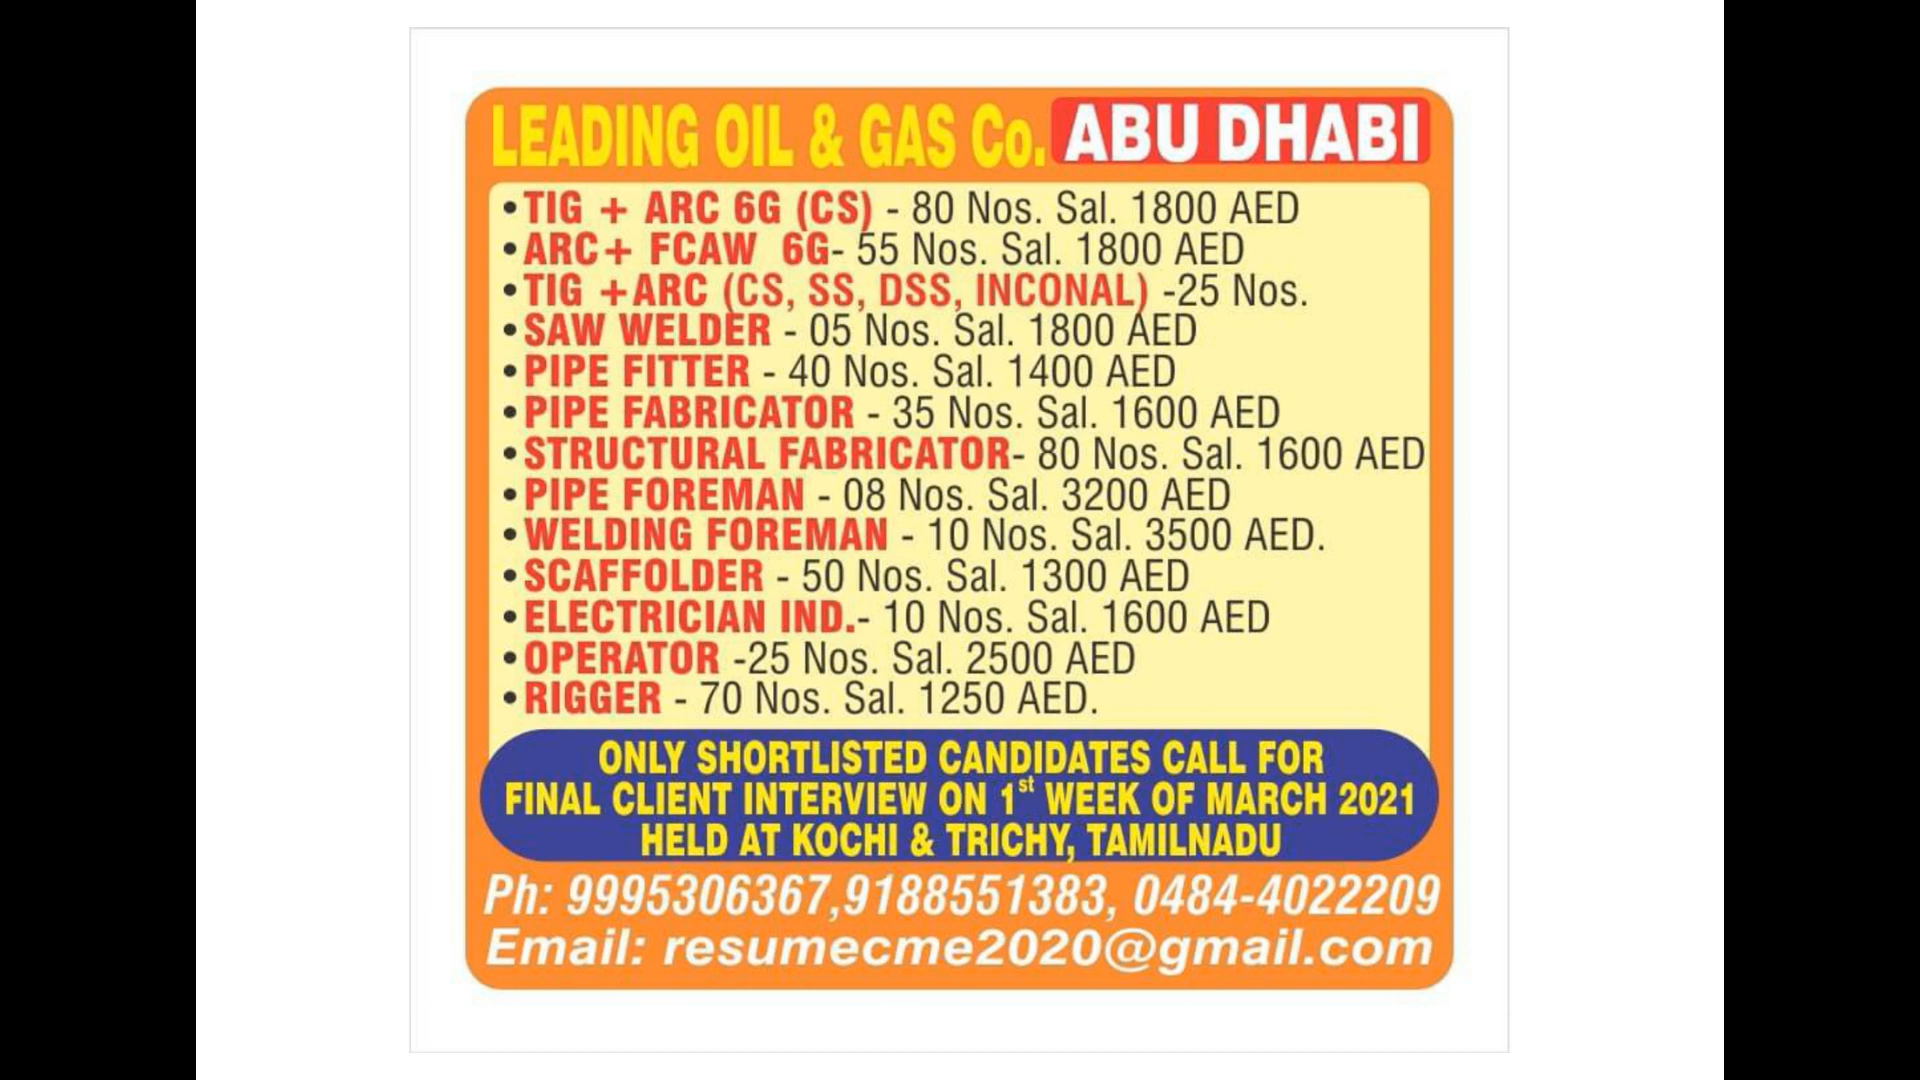 LEADING OIL & GAS Co. ABU DHABI
•TIG + ARC 6G (CS) - 80 Nos. Sal. 1800 AED
•ARC+ FCAW 6G- 55 Nos. Sal. 1800 AED
•TIG +ARC (CS, SS, DSS, INCONAL) -25 Nos.
•SAW WELDER - 05 Nos. Sal. 1800 AED
•PIPE FITTER - 40 Nos. Sal. 1400 AED
•PIPE FABRICATOR - 35 Nos. Sal. 1600 AED
•STRUCTURAL FABRICATOR- 80 Nos. Sal. 1600 AED
•PIPE FOREMAN - 08 Nos. Sal. 3200 AED
•WELDING FOREMAN - 10 Nos. Sal. 3500 AED.
•SCAFFOLDER - 50 Nos. Sal. 1300 AED
•ELECTRICIAN IND.- 10 Nos. Sal. 1600 AED
•OPERATOR -25 Nos. Sal. 2500 AED
•RIGGER - 70 Nos. Sal. 1250 AED.
ONLY SHORTLISTED CANDIDATES CALL FOR
FINAL CLIENT INTERVIEW ON 1st WEEK OF MARCH 2021
HELD AT KOCHI & TRICHY, TAMILNADU
Ph: 9995306367,9188551383, 0484-4022209
Email: resumecme2020@gmail.com